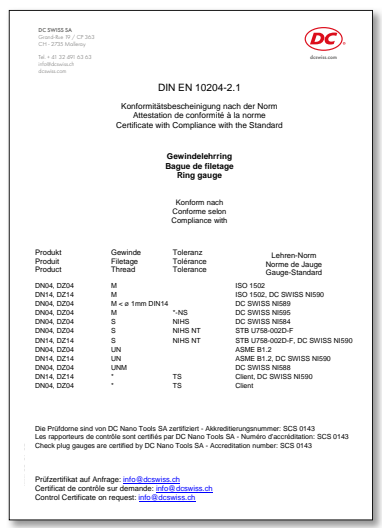 DC SWISS SA
Grand-Rue 19 / CP 363
CH - 2735 Malleray
Tél. + 41 32 491 63 63
info@dcswiss.ch
dcswiss.com
DC
dcswiss.com
DIN EN 10204-2.1
Konformitätsbescheinigung nach der Norm
Attestation de conformité à la norme
Certificate with Compliance with the Standard
Gewindelehrring
Bague de filetage
Ring gauge
Konform nach
Conforme selon
Compliance with
Produkt Gewinde Toleranz Lehren-Norm
Produit Filetage Tolérance Norme de Jauge
Product Thread Tolerance Gauge-Standard
DN04, DZ04 M ISO 1502
DN14, DZ14 M ISO 1502, DC SWISS NI590
DN04, DZ04 M < ø 1mm DIN14 DC SWISS NI589
DN04, DZ04 M *-NS DC SWISS NI595
DN04, DZ04 S NIHS DC SWISS NI584
DN04, DZ04 S NIHS NT STB U758-002D-F
DN14, DZ14 S NIHS NT STB U758-002D-F, DC SWISS NI590
DN04, DZ04 UN ASME B1.2
DN14, DZ14 UN ASME B1.2, DC SWISS NI590
DN04, DZ04 UNM DC SWISS NI588
DN14, DZ14 * TS Client, DC SWISS NI590
DN04, DZ04 * TS Client
Die Prüfdorne sind von DC Nano Tools SA zertifiziert - Akkreditierungsnummer: SCS 0143
Les rapporteurs de contrôle sont certifiés par DC Nano Tools SA - Numéro d'accréditation: SCS 0143
Check plug gauges are certified by DC Nano Tools SA - Accreditation number: SCS 0143
Prüfzertifikat auf Anfrage: info@dcswiss.ch
Certificat de contrôle sur demande: info@dcswiss.ch
Control Certificate on request: info@dcswiss.ch